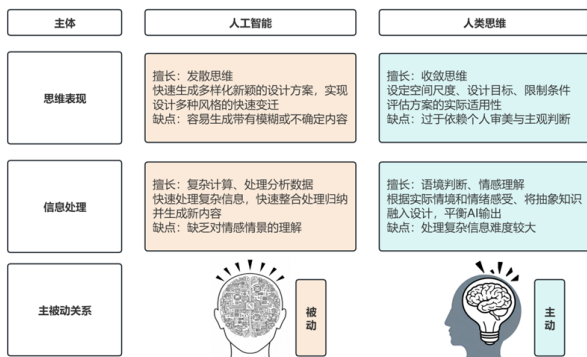 主体
人工智能
人类思维
思维表现
擅长：发散思维
快速生成多样化新颖的设计方案，实现
设计多种风格的快速变迁
缺点：容易生成带有模糊或不确定内容
擅长：收敛思维
设定空间尺度、设计目标、限制条件
评估方案的实际适用性
缺点：过于依赖个人审美与主观判断
信息处理
擅长：复杂计算、处理分析数据
快速处理复杂信息，快速整合处理归纳
并生成新内容
缺点：缺乏对情感情景的理解
擅长：语境判断、情感理解
根据实际情境和情绪感受、将抽象知识
融入设计，平衡AI输出
缺点：处理复杂信息难度较大
主被动关系
被
动
主
动